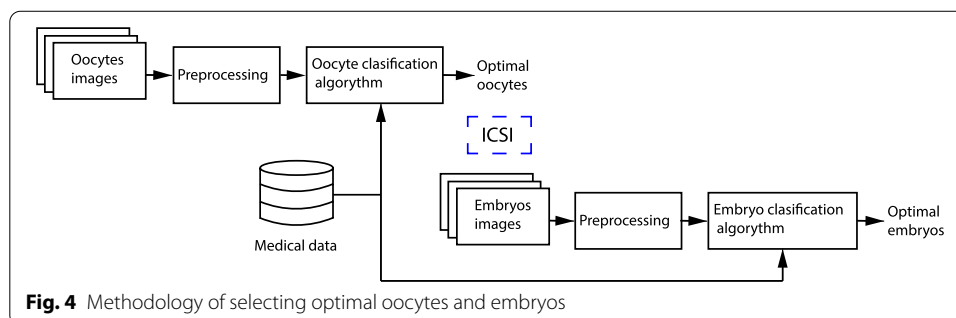 Oocytes
images
Preprocessing
Oocyte clasification
algorythm
Optimal
oocytes
ICSI
Medical data
Embryos
images
Preprocessing
Embryo clasification
algorythm
Optimal
embryos
Fig. 4 Methodology of selecting optimal oocytes and embryos